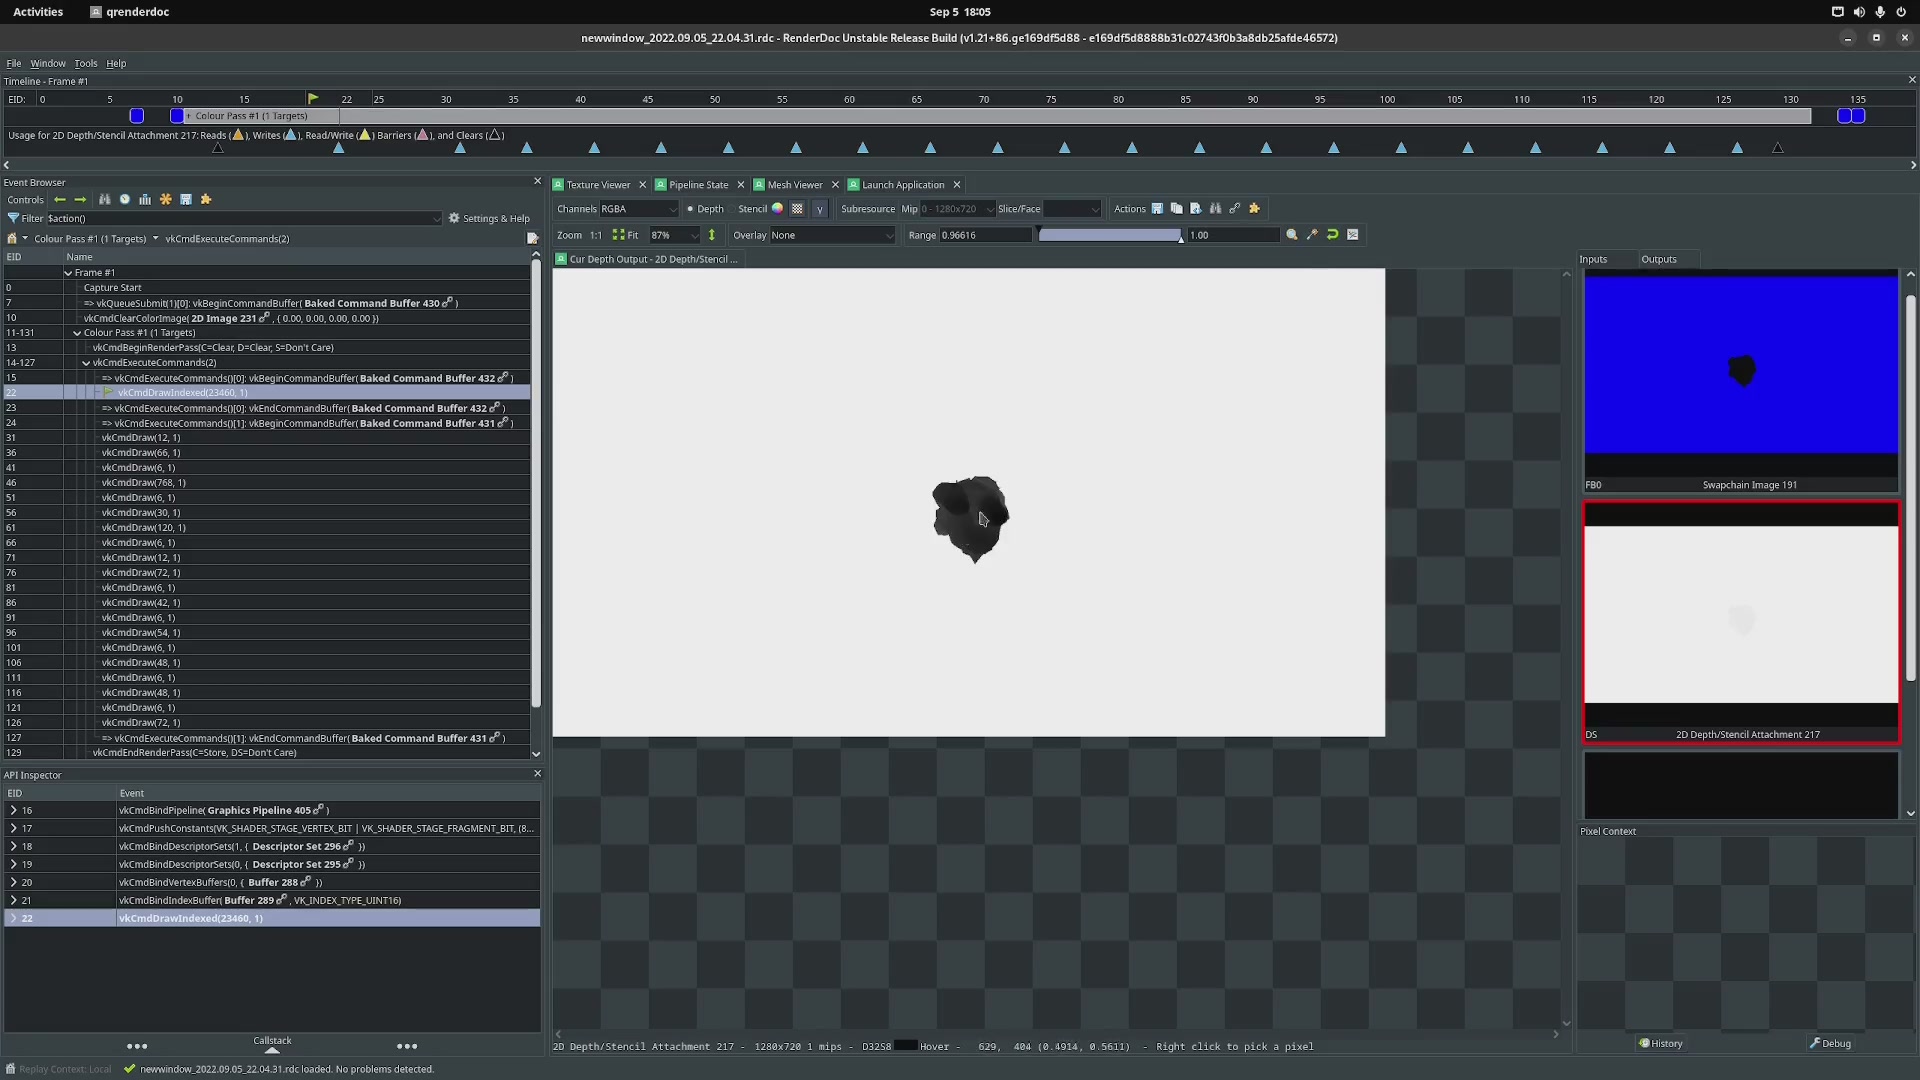 Activities qrenderdoc Sep 5 18:05
newwindow_2022.09.05_22.04.31.rdc - RenderDoc Unstable Release Build (v1.21+86.ge169df5d88 - e169df5d8888b31c02743f0b3a8db25afde46572)
File Window Tools Help
Timeline - Frame #1
EID: 0 5 10 15 22 25 30 35 40 45 50 55 60 65 70 75 80 85 90 95 100 105 110 115 120 125 130 135
+ Colour Pass #1 (1 Targets)
Usage for 2D Depth/Stencil Attachment 217: Reads ( ), Writes ( ), Read/Write ( ) Barriers ( ), and Clears ( )
Event Browser
Controls
Filter $action() Settings & Help
Colour Pass #1 (1 Targets) vkCmdExecuteCommands(2)
EID Name
Frame #1
0 Capture Start
7 => vkQueueSubmit(1)[0]: vkBeginCommandBuffer( Baked Command Buffer 430 )
10 vkCmdClearColorImage( 2D Image 231 , { 0.00, 0.00, 0.00, 0.00 })
11-131 Colour Pass #1 (1 Targets)
13 vkCmdBeginRenderPass(C=Clear, D=Clear, S=Don't Care)
14-127 vkCmdExecuteCommands(2)
15 => vkCmdExecuteCommands()[0]: vkBeginCommandBuffer( Baked Command Buffer 432 )
22 vkCmdDrawIndexed(23460, 1)
23 => vkCmdExecuteCommands()[0]: vkEndCommandBuffer( Baked Command Buffer 432 )
24 => vkCmdExecuteCommands()[1]: vkBeginCommandBuffer( Baked Command Buffer 431 )
31 vkCmdDraw(12, 1)
36 vkCmdDraw(66, 1)
41 vkCmdDraw(6, 1)
46 vkCmdDraw(768, 1)
51 vkCmdDraw(6, 1)
56 vkCmdDraw(30, 1)
61 vkCmdDraw(120, 1)
66 vkCmdDraw(6, 1)
71 vkCmdDraw(12, 1)
76 vkCmdDraw(72, 1)
81 vkCmdDraw(6, 1)
86 vkCmdDraw(42, 1)
91 vkCmdDraw(6, 1)
96 vkCmdDraw(54, 1)
101 vkCmdDraw(6, 1)
106 vkCmdDraw(48, 1)
111 vkCmdDraw(6, 1)
116 vkCmdDraw(48, 1)
121 vkCmdDraw(6, 1)
126 vkCmdDraw(72, 1)
127 => vkCmdExecuteCommands()[1]: vkEndCommandBuffer( Baked Command Buffer 431 )
129 vkCmdEndRenderPass(C=Store, DS=Don't Care)
API Inspector
EID Event
16 vkCmdBindPipeline( Graphics Pipeline 405 )
17 vkCmdPushConstants(VK_SHADER_STAGE_VERTEX_BIT | VK_SHADER_STAGE_FRAGMENT_BIT, (8...
18 vkCmdBindDescriptorSets(1, { Descriptor Set 296 })
19 vkCmdBindDescriptorSets(0, { Descriptor Set 295 })
20 vkCmdBindVertexBuffers(0, { Buffer 288 })
21 vkCmdBindIndexBuffer( Buffer 289 , VK_INDEX_TYPE_UINT16)
22 vkCmdDrawIndexed(23460, 1)
Callstack
Texture Viewer Pipeline State Mesh Viewer Launch Application
Channels RGBA Depth Stencil γ Subresource Mip 0 - 1280x720 Slice/Face Actions
Zoom 1:1 Fit 87% Overlay None Range 0.96616 1.00
Cur Depth Output - 2D Depth/Stencil ...
2D Depth/Stencil Attachment 217 - 1280x720 1 mips - D32S8 Hover - 629, 404 (0.4914, 0.5611) - Right click to pick a pixel
Inputs Outputs
FB0 Swapchain Image 191
DS 2D Depth/Stencil Attachment 217
Pixel Context
History Debug
Replay Context: Local newwindow_2022.09.05_22.04.31.rdc loaded. No problems detected.